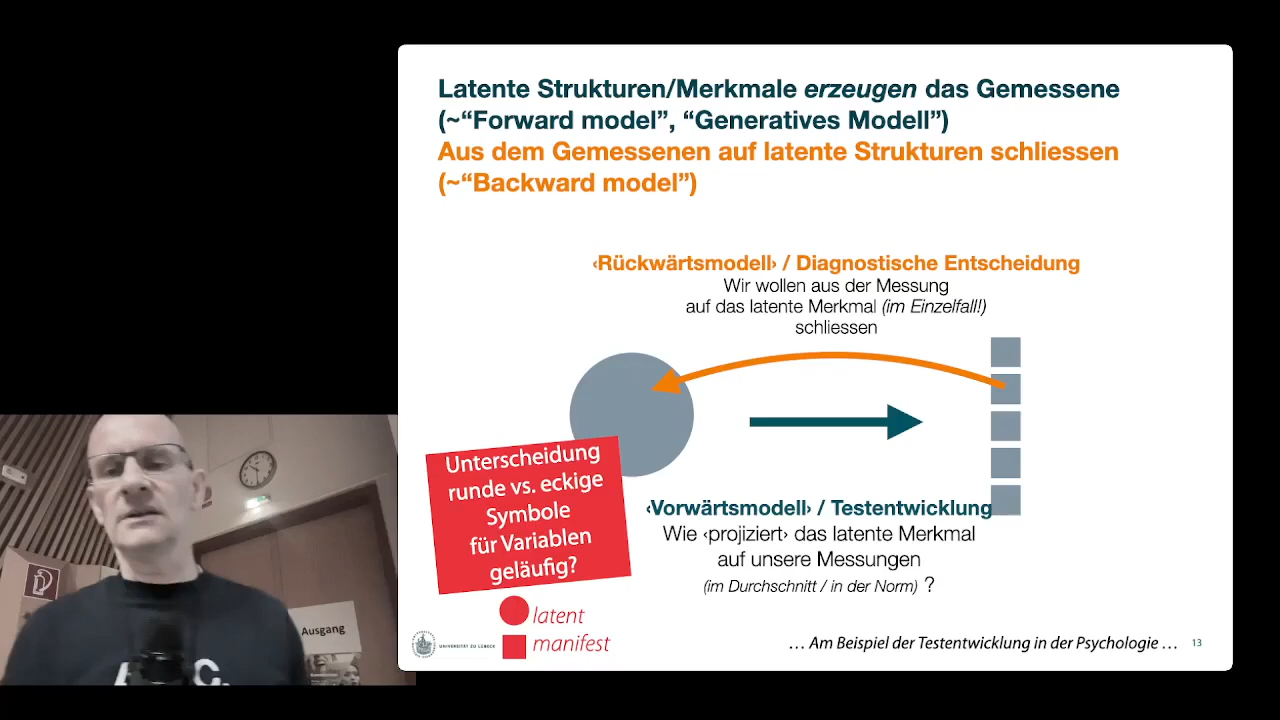 Latente Strukturen/Merkmale erzeugen das Gemessene
(~“Forward model”, “Generatives Modell”)
Aus dem Gemessenen auf latente Strukturen schliessen
(~“Backward model”)
‹Rückwärtsmodell› / Diagnostische Entscheidung
Wir wollen aus der Messung
auf das latente Merkmal (im Einzelfall!)
schliessen
Unterscheidung
runde vs. eckige
Symbole
für Variablen
geläufig?
‹Vorwärtsmodell› / Testentwicklung
Wie ‹projiziert› das latente Merkmal
auf unsere Messungen
(im Durchschnitt / in der Norm) ?
latent
manifest
UNIVERSITÄT ZU LÜBECK
… Am Beispiel der Testentwicklung in der Psychologie …
13
Ausgang